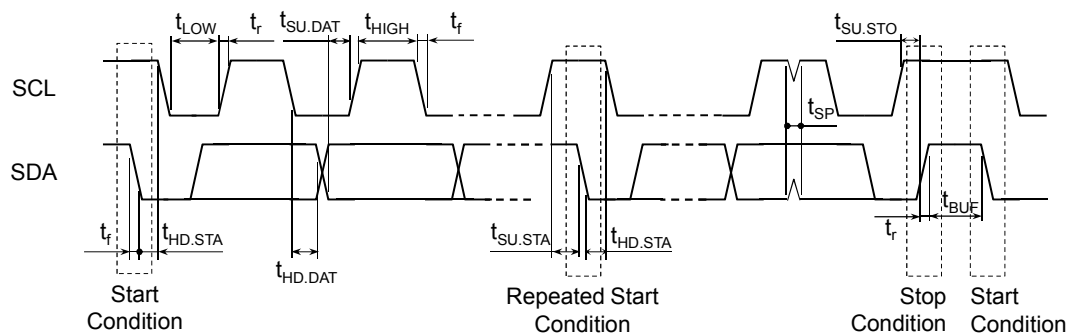 tLOW tr tSU.DAT tHIGH tf tSU.STO
SCL
tSP
SDA
tf tHD.STA tHD.DAT tSU.STA tHD.STA tr tBUF
Start
Condition
Repeated Start
Condition
Stop
Condition
Start
Condition